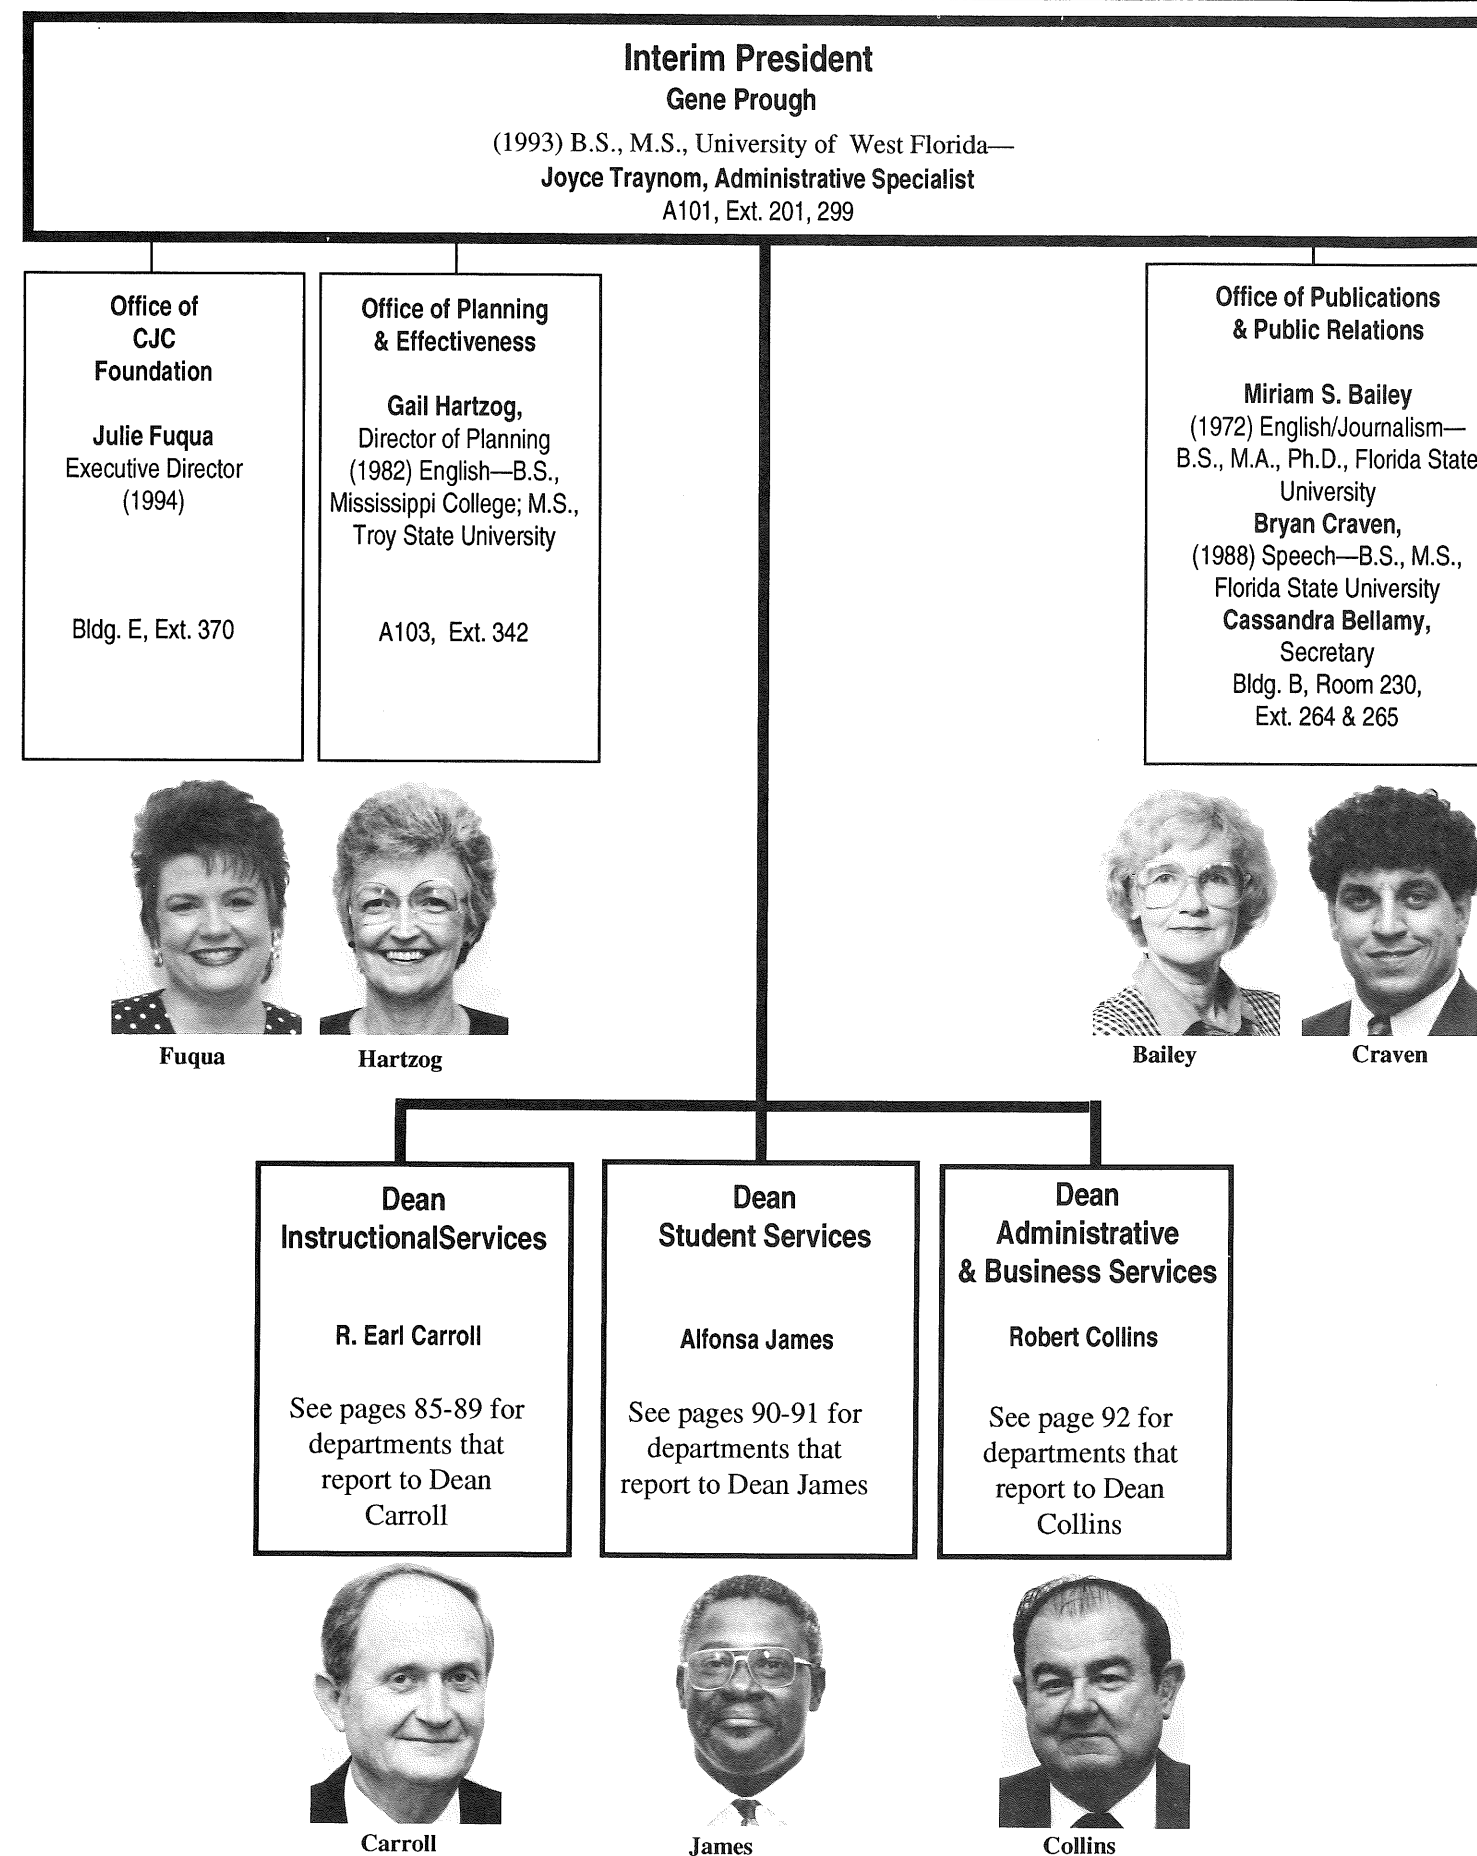 Interim President
Gene Prough
(1993) B.S., M.S., University of West Florida—
Joyce Traynom, Administrative Specialist
A101, Ext. 201, 299
Office of
CJC
Foundation
Julie Fuqua
Executive Director
(1994)
Bldg. E, Ext. 370
Office of Planning
& Effectiveness
Gail Hartzog,
Director of Planning
(1982) English—B.S.,
Mississippi College; M.S.,
Troy State University
A103, Ext. 342
Office of Publications
& Public Relations
Miriam S. Bailey
(1972) English/Journalism—
B.S., M.A., Ph.D., Florida State
University
Bryan Craven,
(1988) Speech—B.S., M.S.,
Florida State University
Cassandra Bellamy,
Secretary
Bldg. B, Room 230,
Ext. 264 & 265
Fuqua
Hartzog
Bailey
Craven
Dean
InstructionalServices
R. Earl Carroll
See pages 85-89 for
departments that
report to Dean
Carroll
Dean
Student Services
Alfonsa James
See pages 90-91 for
departments that
report to Dean James
Dean
Administrative
& Business Services
Robert Collins
See page 92 for
departments that
report to Dean
Collins
Carroll
James
Collins